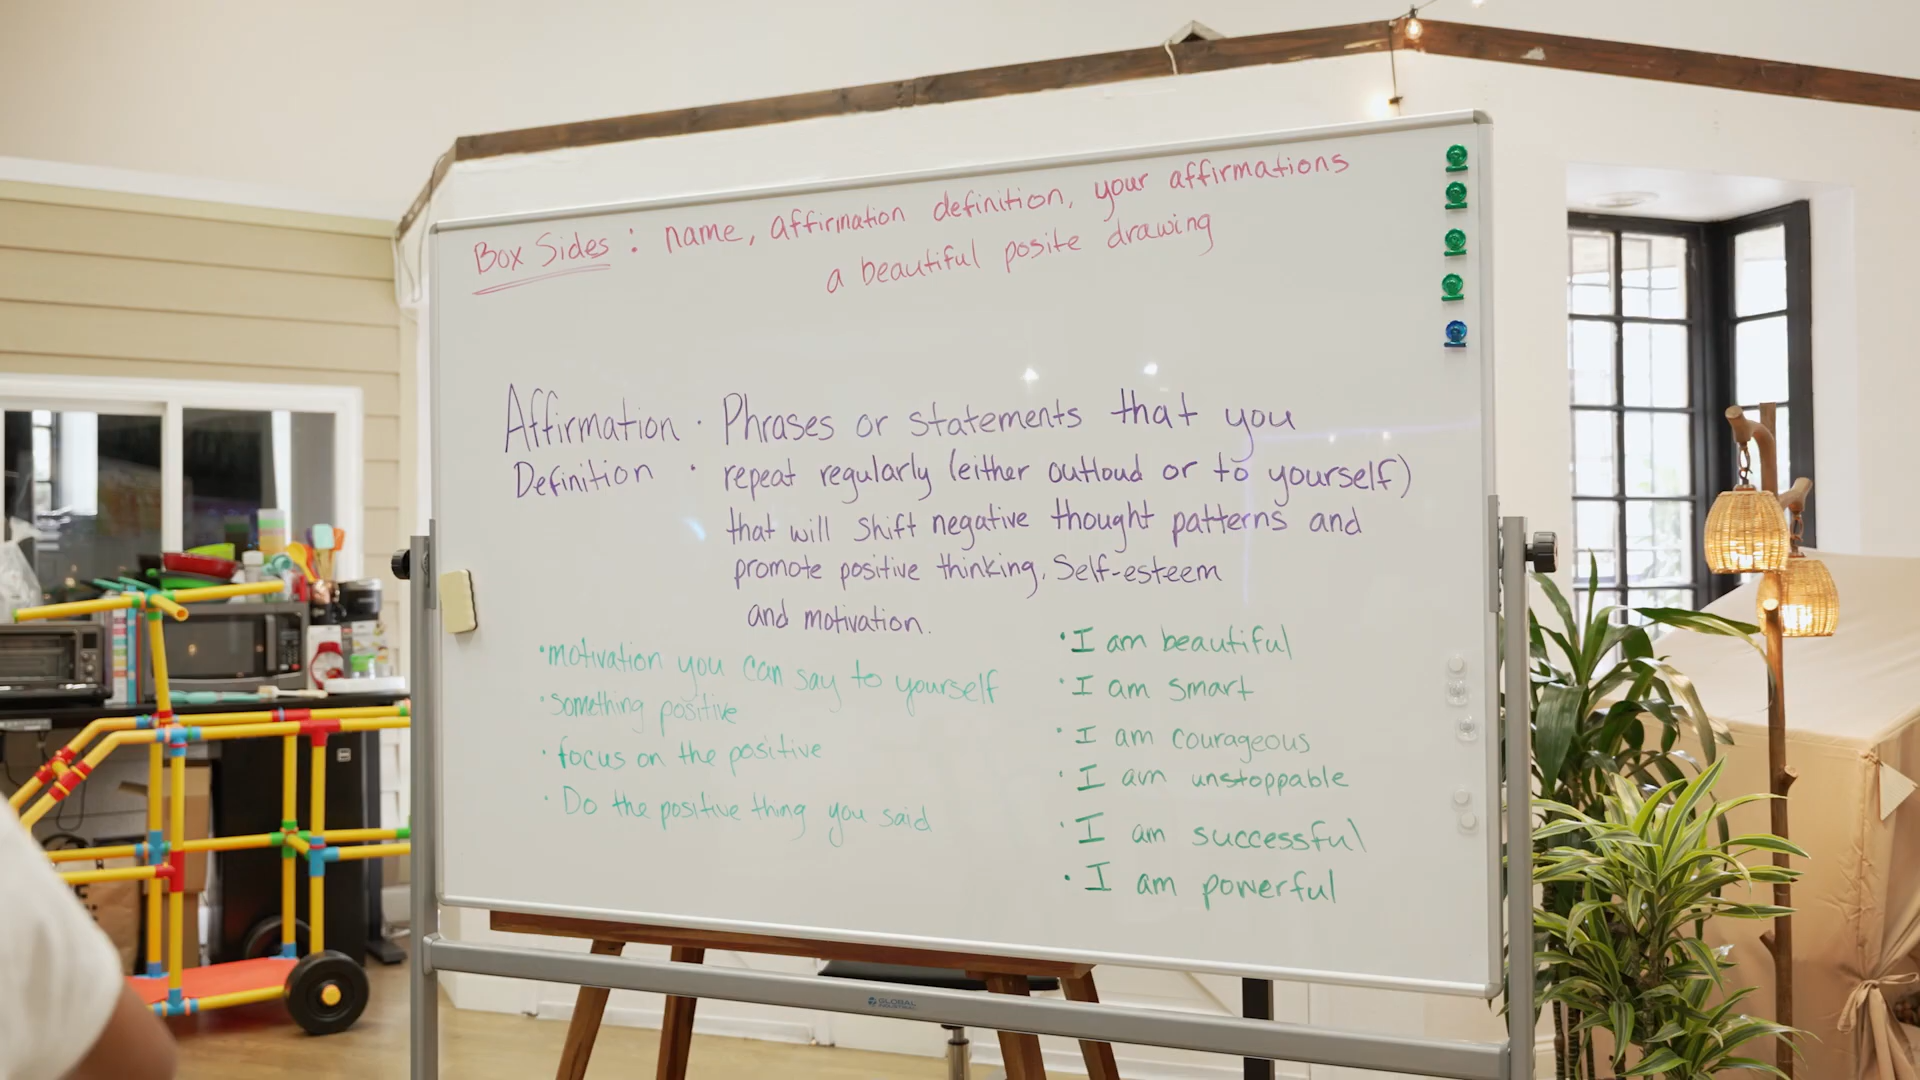 Box Sides : name, affirmation definition, your affirmations
a beautiful posite drawing
Affirmation · Phrases or statements that you
Definition · repeat regularly (either outloud or to yourself)
that will shift negative thought patterns and
promote positive thinking, Self-esteem
and motivation.
·motivation you can say to yourself
·something positive
· focus on the positive
· Do the positive thing you said
·I am beautiful
·I am smart
· I am courageous
· I am unstoppable
· I am successful
· I am powerful
GLOBAL